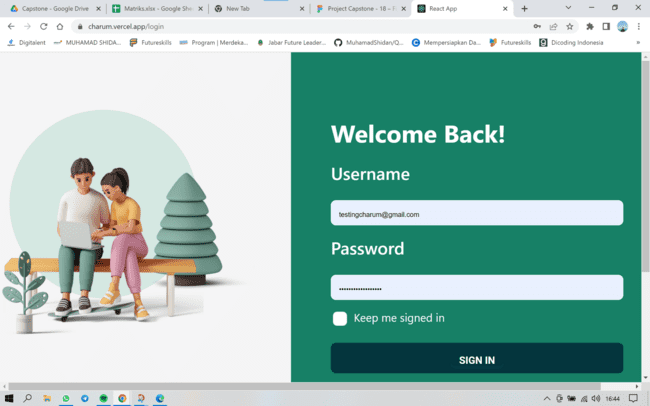 Capstone - Google Drive
Matriks.xlsx - Google She
New Tab
Project Capstone - 18 – F
React App
charum.vercel.app/login
Digitalent
MUHAMAD SHIDA...
Futureskills
Program | Merdeka...
Jabar Future Leader...
MuhamadShidan/Q...
Mempersiapkan Da...
Futureskills
Dicoding Indonesia
»
Welcome Back!
Username
testingcharum@gmail.com
Password
Keep me signed in
SIGN IN
16:44